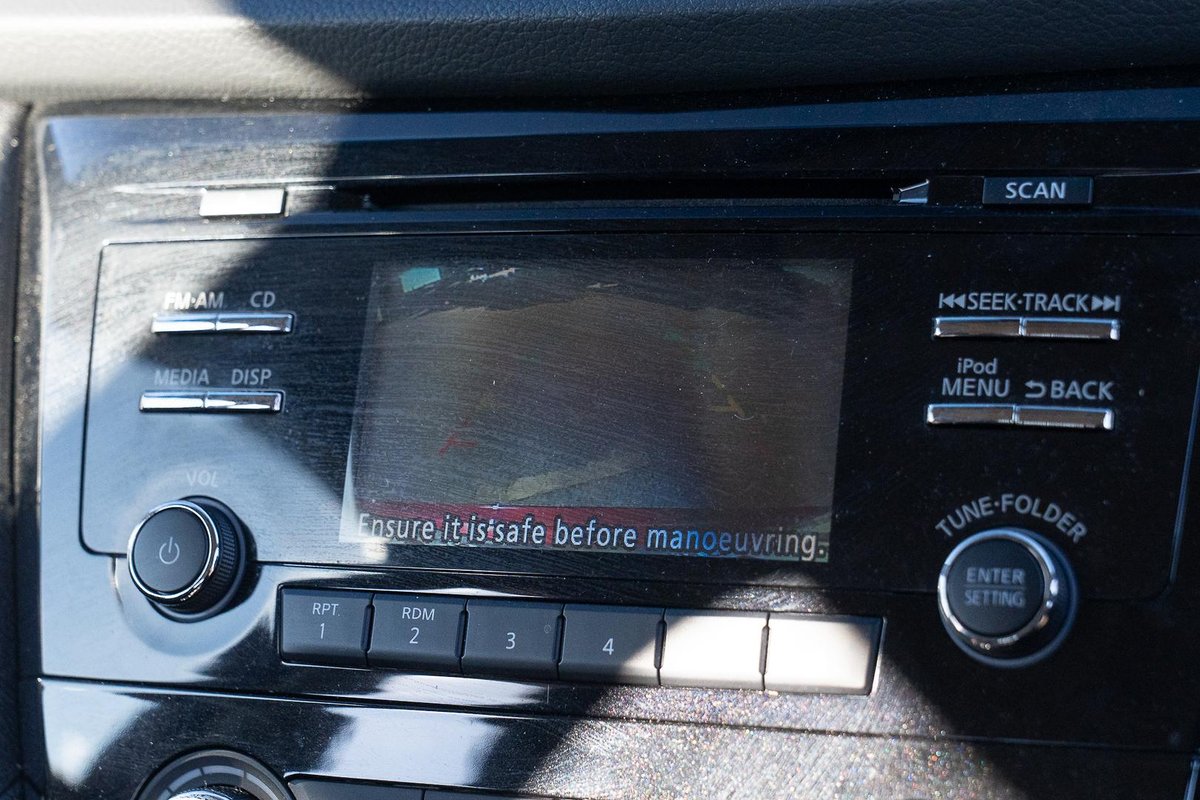 SCAN
FM·AM CD
MEDIA DISP
VOL
SEEK·TRACK
iPod
MENU BACK
TUNE·FOLDER
ENTER
SETTING
Ensure it is safe before manoeuvring.
RPT
1
RDM
2
3
4